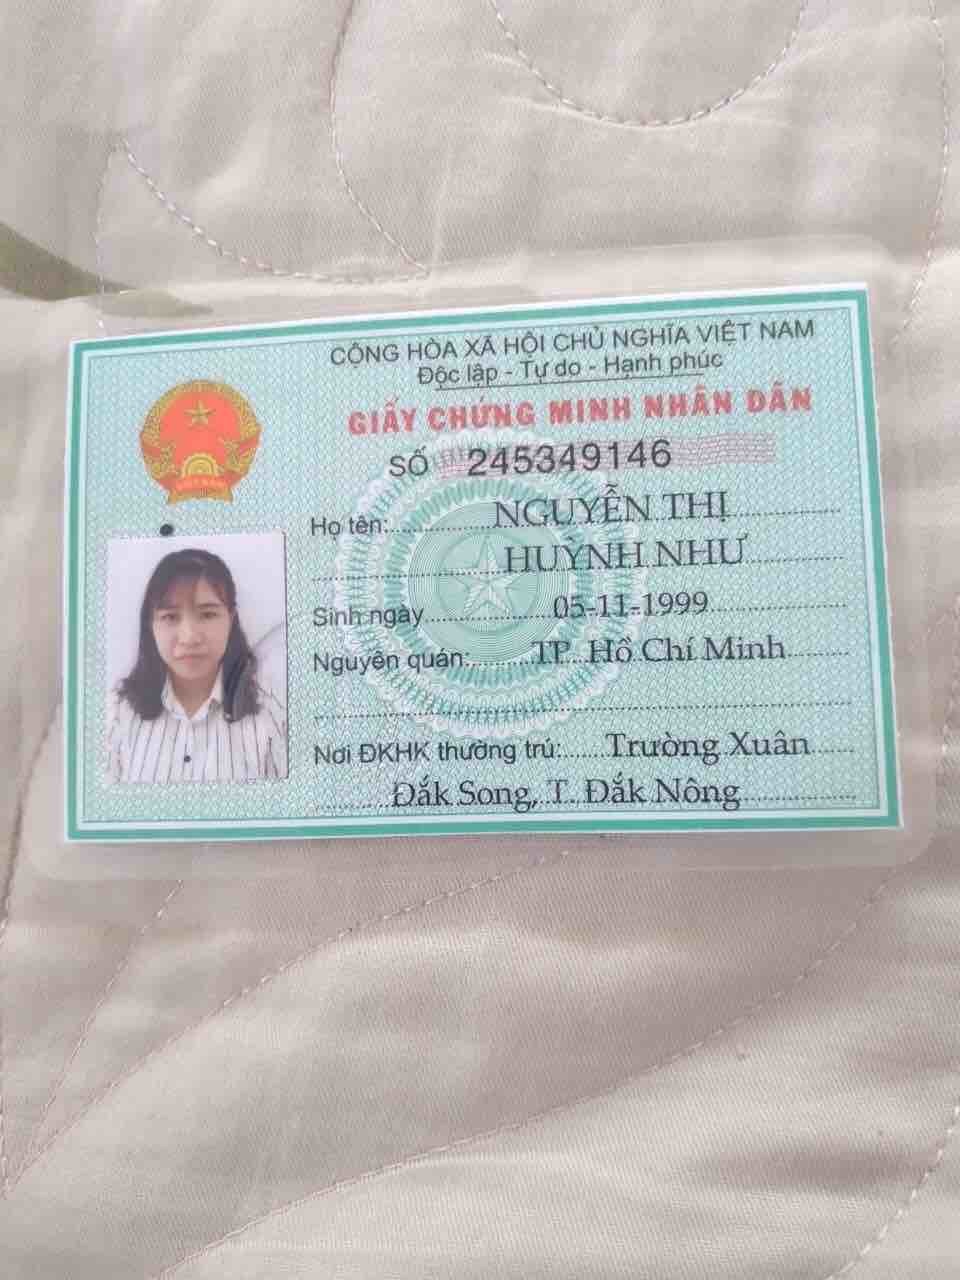 CỘNG HÒA XÃ HỘI CHỦ NGHĨA VIỆT NAM
Độc lập - Tự do - Hạnh phúc
GIẤY CHỨNG MINH NHÂN DÂN
SỐ 245349146
Họ tên: NGUYỄN THỊ
HUỲNH NHƯ
Sinh ngày 05-11-1999
Nguyên quán: TP Hồ Chí Minh
Nơi ĐKHK thường trú: Trường Xuân
Đắk Song, T. Đắk Nông
VIỆT NAM